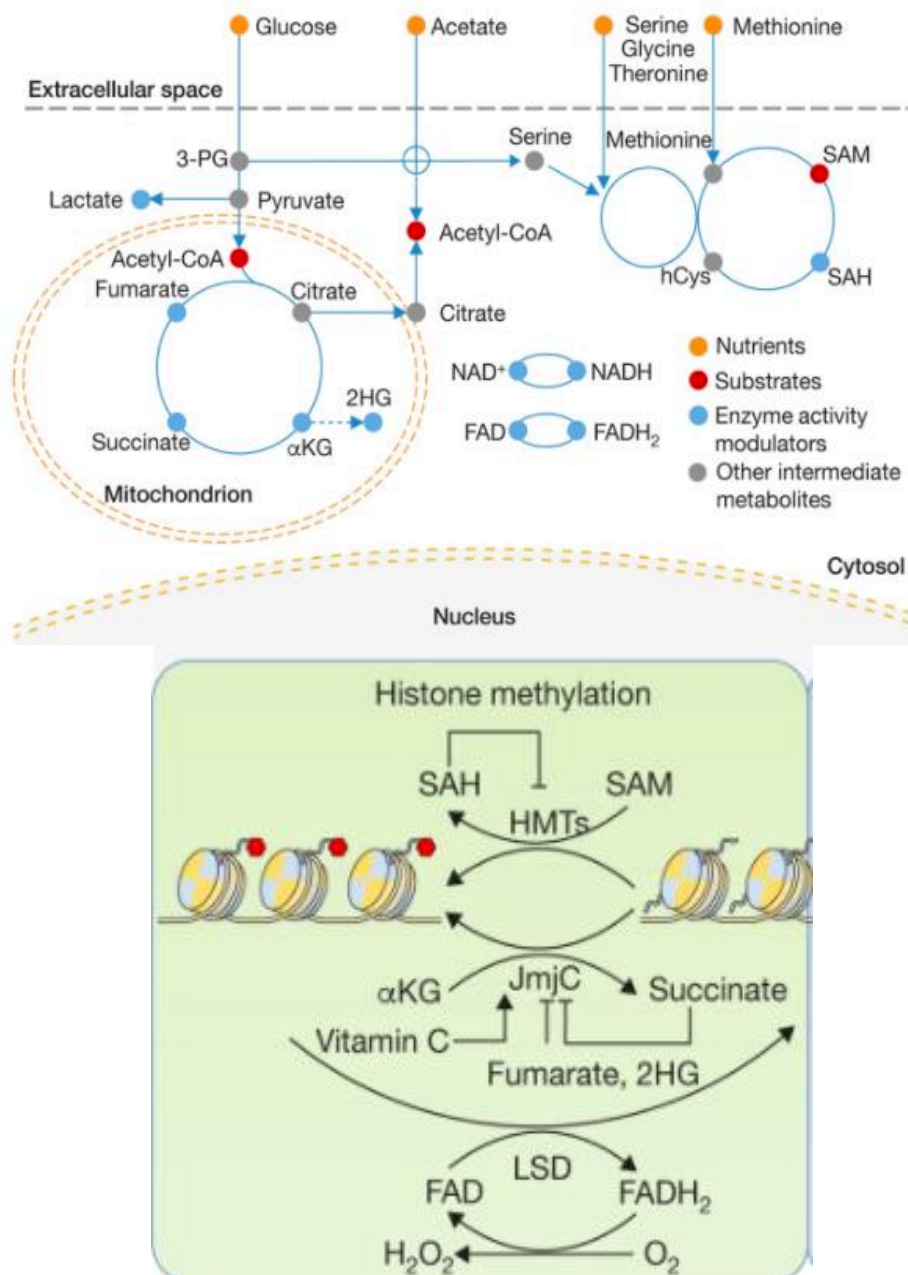 Glucose
Acetate
Serine
Glycine
Theronine
Methionine
Extracellular space
3-PG
Serine
Methionine
SAM
Lactate
Pyruvate
Acetyl-CoA
Acetyl-CoA
hCys
SAH
Fumarate
Citrate
Citrate
NAD⁺
NADH
2HG
FAD
FADH₂
Succinate
αKG
Mitochondrion
Nutrients
Substrates
Enzyme activity
modulators
Other intermediate
metabolites
Cytosol
Nucleus
Histone methylation
SAH
SAM
HMTs
αKG
JmjC
Succinate
Vitamin C
Fumarate, 2HG
LSD
FAD
FADH₂
H₂O₂
O₂